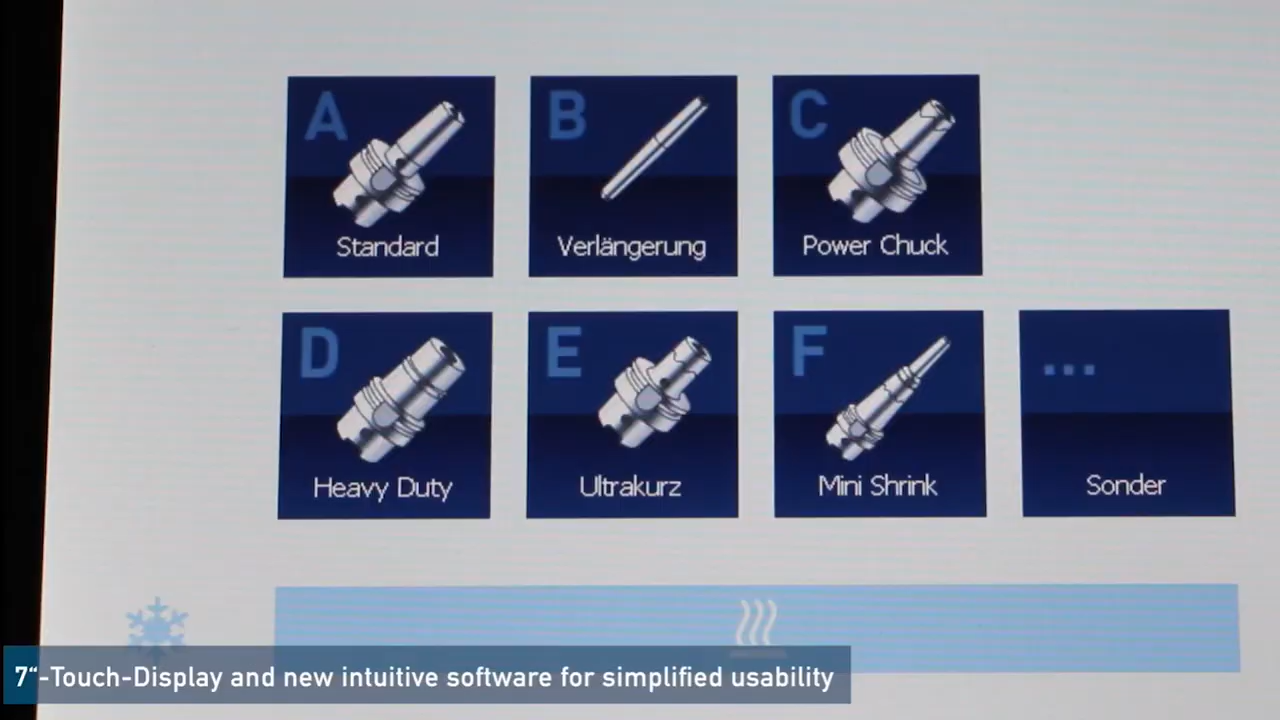 A
Standard
B
Verlängerung
C
Power Chuck
D
Heavy Duty
E
Ultrakurz
F
Mini Shrink
...
Sonder
7“-Touch-Display and new intuitive software for simplified usability